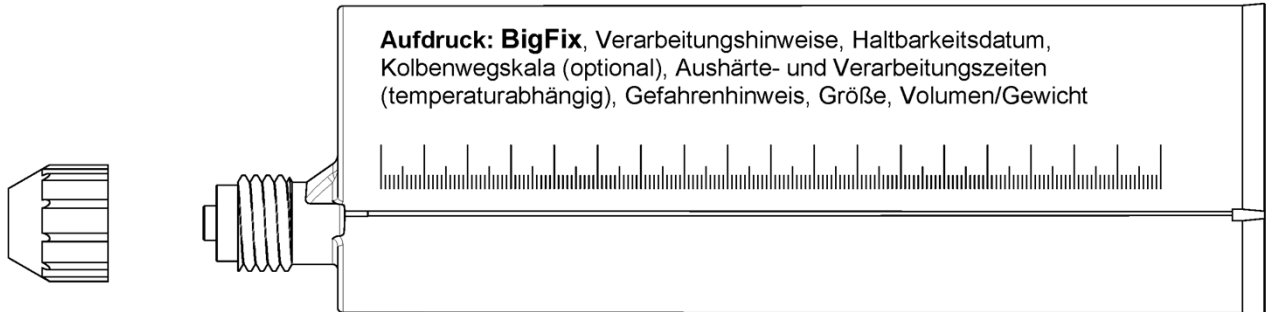 Aufdruck: BigFix, Verarbeitungshinweise, Haltbarkeitsdatum,
Kolbenwegskala (optional), Aushärte- und Verarbeitungszeiten
(temperaturabhängig), Gefahrenhinweis, Größe, Volumen/Gewicht